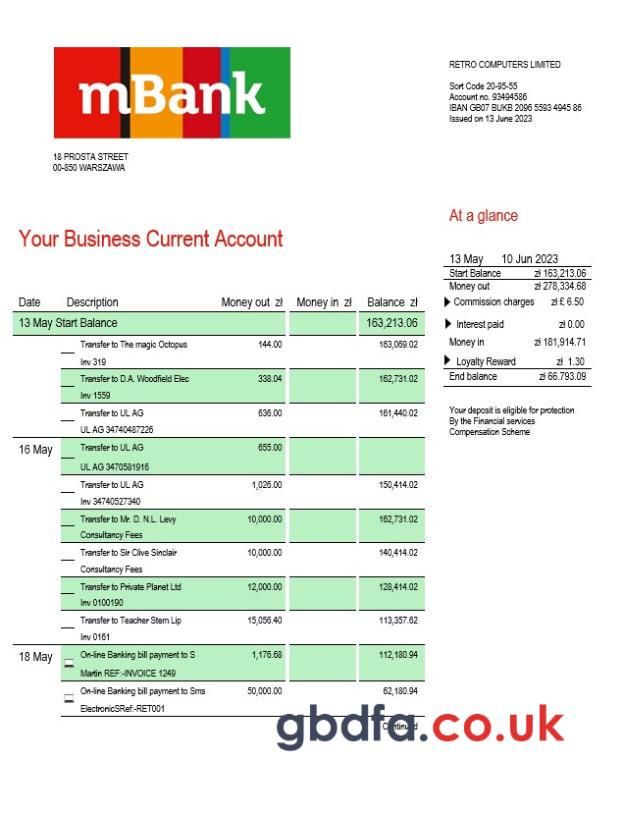 mBank
RETRO COMPUTERS LIMITED
Sort Code 20-95-55
Account no. 93494586
IBAN GB07 BUKB 2096 5593 4945 86
Issued on 13 June 2023
18 PROSTA STREET
00-850 WARSZAWA
At a glance
Your Business Current Account
13 May 10 Jun 2023
Start Balance zł 163,213.06
Money out zł 278,334.68
Commission charges zł £ 6.50
Interest paid zł 0.00
Money in zł 181,914.71
Loyalty Reward zł 1.30
End balance zł 66.793.09
Your deposit is eligible for protection
By the Financial services
Compensation Scheme
Date Description Money out zł Money in zł Balance zł
13 May Start Balance 163,213.06
Transfer to The magic Octopus 144.00 163,069.02
Inv 319
Transfer to D.A. Woodfield Elec 338.04 162,731.02
Inv 1559
Transfer to UL AG 636.00 161,440.02
UL AG 34740487226
16 May Transfer to UL AG 655.00
UL AG 3470581916
Transfer to UL AG 1,026.00 150,414.02
Inv 34740527340
Transfer to Mr. D. N.L. Levy 10,000.00 162,731.02
Consultancy Fees
Transfer to Sir Clive Sinclair 10,000.00 140,414.02
Consultancy Fees
Transfer to Private Planet Ltd 12,000.00 128,414.02
Inv 0100190
Transfer to Teacher Stem Lip 15,056.40 113,357.62
Inv 0161
18 May On-line Banking bill payment to S 1,176.68 112,180.94
Martin REF:-INVOICE 1249
On-line Banking bill payment to Sms 50,000.00 62,180.94
ElectronicSRef:-RET001
Continued
gbdfa.co.uk